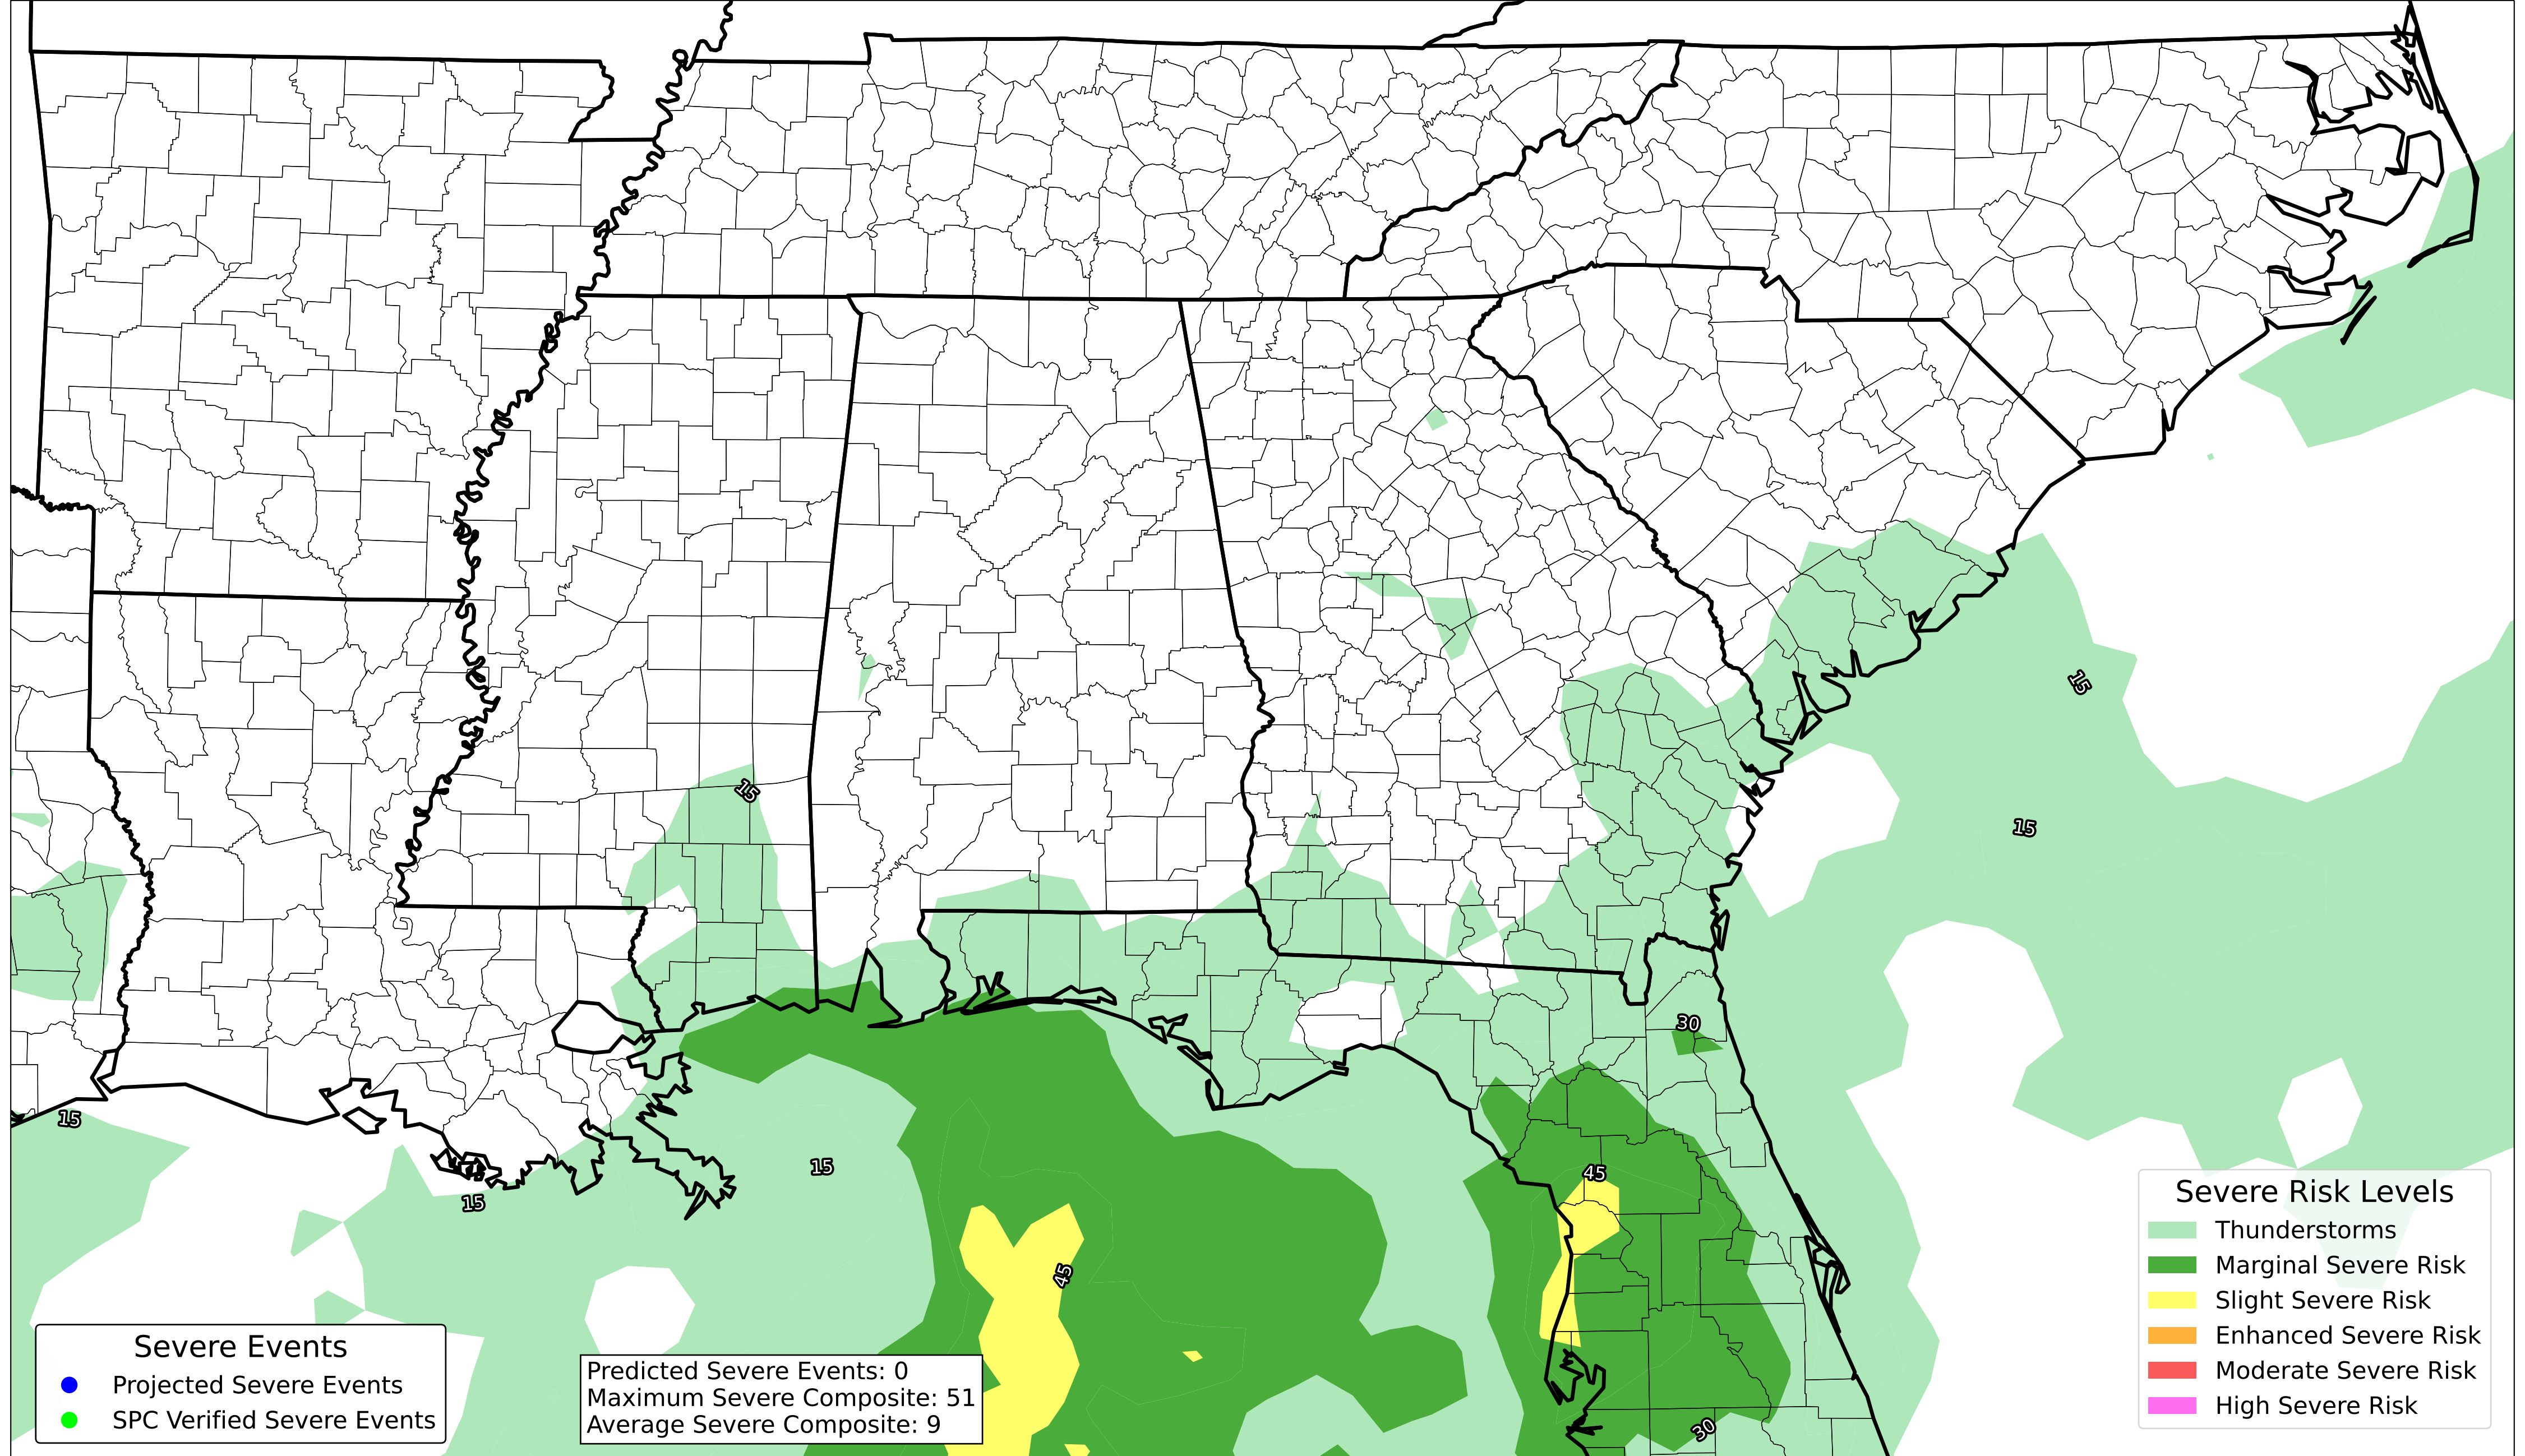 15
15
15
30
15
15
45
15
45
30
Severe Risk Levels
Thunderstorms
Marginal Severe Risk
Slight Severe Risk
Enhanced Severe Risk
Moderate Severe Risk
High Severe Risk
Severe Events
Projected Severe Events
SPC Verified Severe Events
Predicted Severe Events: 0
Maximum Severe Composite: 51
Average Severe Composite: 9